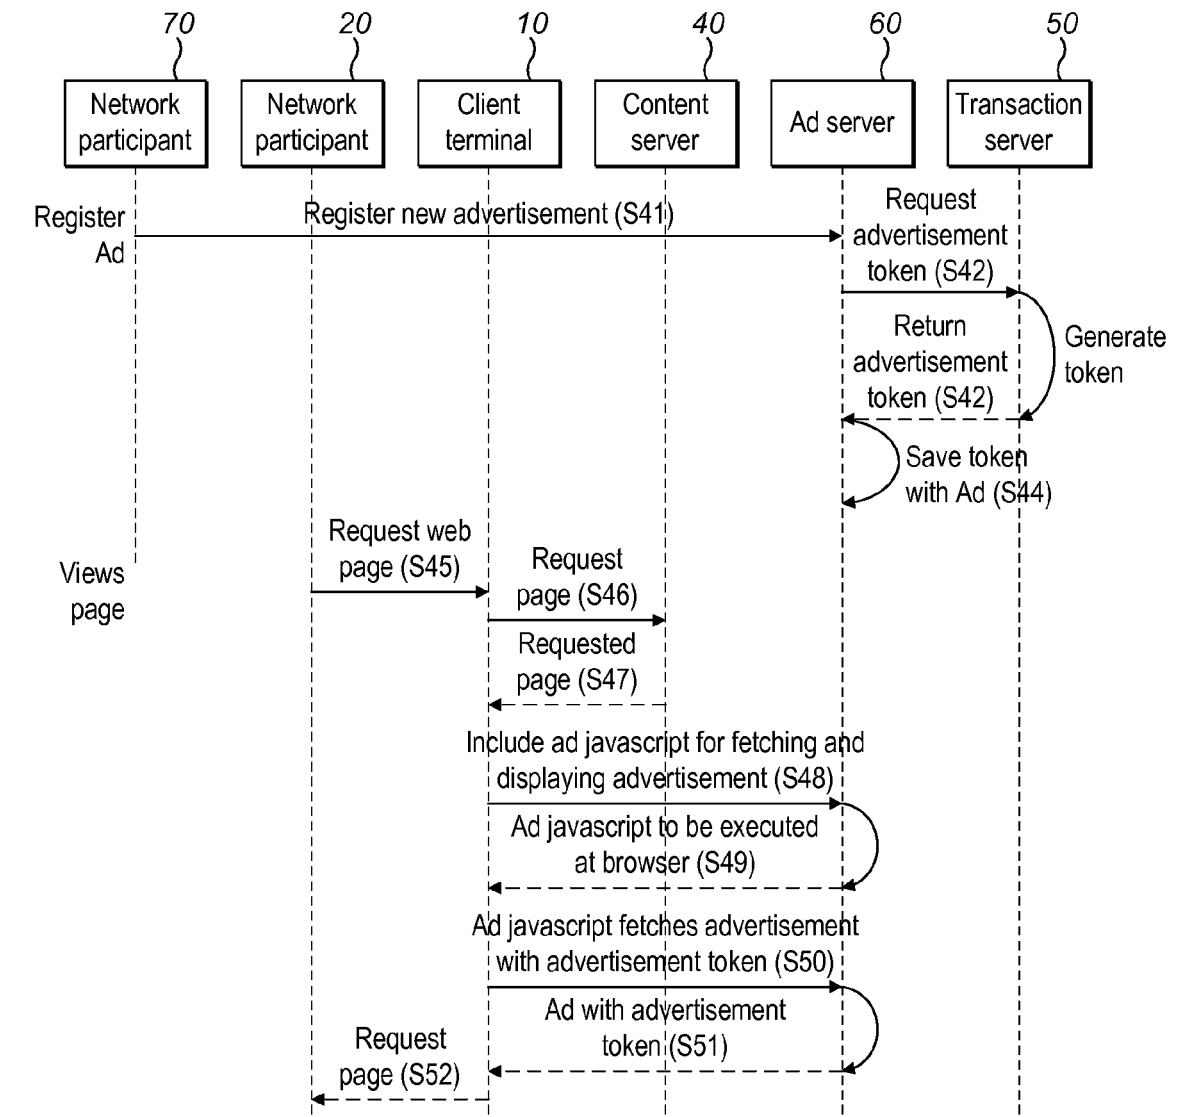 70
20
10
40
60
50
Network
participant
Network
participant
Client
terminal
Content
server
Ad server
Transaction
server
Register
Ad
Register new advertisement (S41)
Request
advertisement
token (S42)
Generate
token
Return
advertisement
token (S42)
Save token
with Ad (S44)
Views
page
Request web
page (S45)
Request
page (S46)
Requested
page (S47)
Include ad javascript for fetching and
displaying advertisement (S48)
Ad javascript to be executed
at browser (S49)
Ad javascript fetches advertisement
with advertisement token (S50)
Ad with advertisement
token (S51)
Request
page (S52)